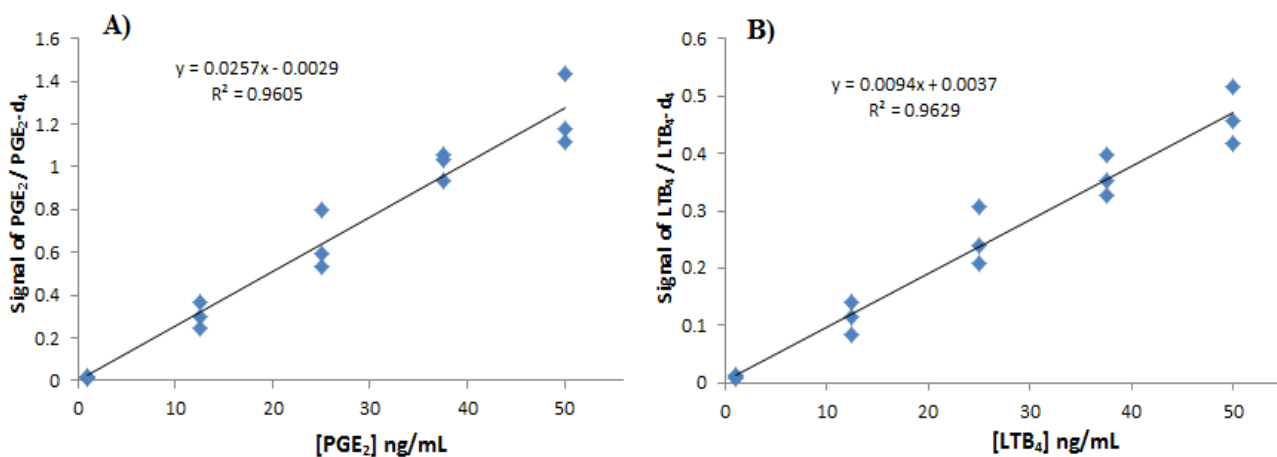 A)
y = 0.0257x - 0.0029
R² = 0.9605
Signal of PGE₂ / PGE₂-d₄
1.6
1.4
1.2
1
0.8
0.6
0.4
0.2
0
0 10 20 30 40 50
[PGE₂] ng/mL
B)
y = 0.0094x + 0.0037
R² = 0.9629
Signal of LTB₄ / LTB₄-d₄
0.6
0.5
0.4
0.3
0.2
0.1
0
0 10 20 30 40 50
[LTB₄] ng/mL